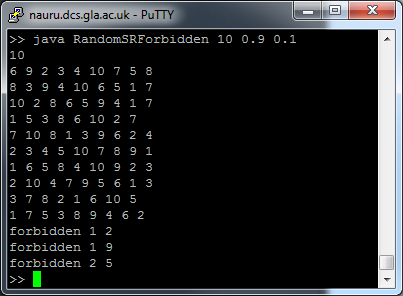 nauru.dcs.gla.ac.uk - PuTTY
>> java RandomSRForbidden 10 0.9 0.1
10
6 9 2 3 4 10 7 5 8
8 3 9 4 10 6 5 1 7
10 2 8 6 5 9 4 1 7
1 5 3 8 6 10 2 7
7 10 8 1 3 9 6 2 4
2 3 4 5 10 7 8 9 1
1 6 5 8 4 10 9 2 3
2 10 4 7 9 5 6 1 3
3 7 8 2 1 6 10 5
1 7 5 3 8 9 4 6 2
forbidden 1 2
forbidden 1 9
forbidden 2 5
>>